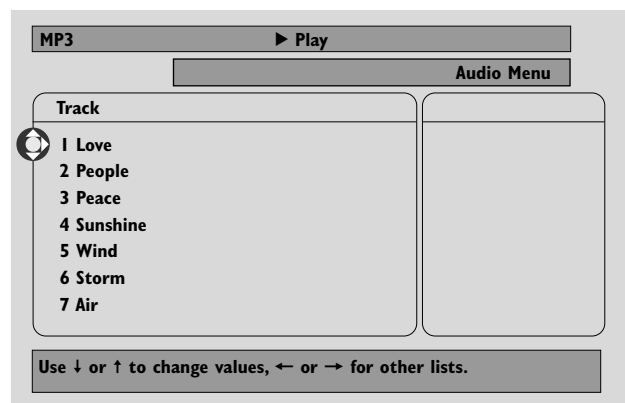 MP3 ▶ Play
Audio Menu
Track
1 Love
2 People
3 Peace
4 Sunshine
5 Wind
6 Storm
7 Air
Use ↓ or ↑ to change values, ← or → for other lists.